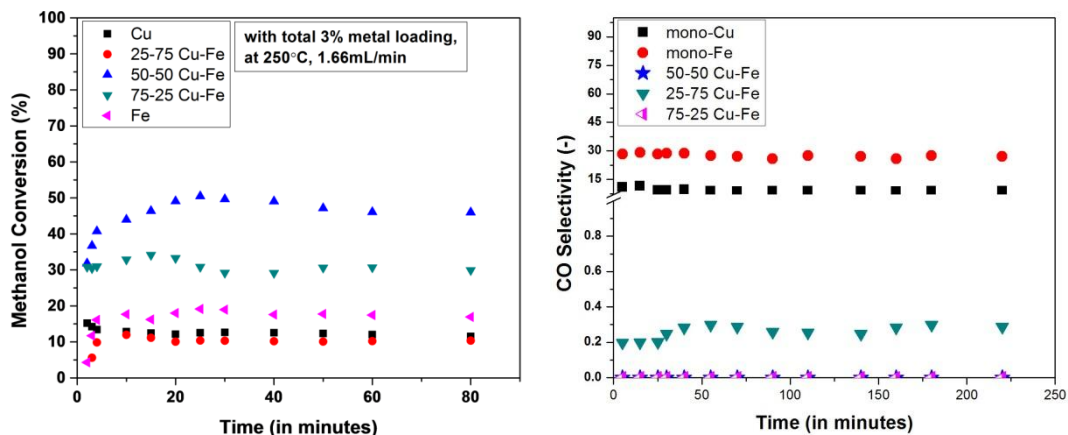 Methanol Conversion (%)
100
90
80
70
60
50
40
30
20
10
0
Cu
25-75 Cu-Fe
50-50 Cu-Fe
75-25 Cu-Fe
Fe
with total 3% metal loading,
at 250°C, 1.66mL/min
0 20 40 60 80
Time (in minutes)
CO Selectivity (-)
90
75
60
45
30
15
0.8
0.6
0.4
0.2
0.0
mono-Cu
mono-Fe
50-50 Cu-Fe
25-75 Cu-Fe
75-25 Cu-Fe
0 50 100 150 200 250
Time (in minutes)